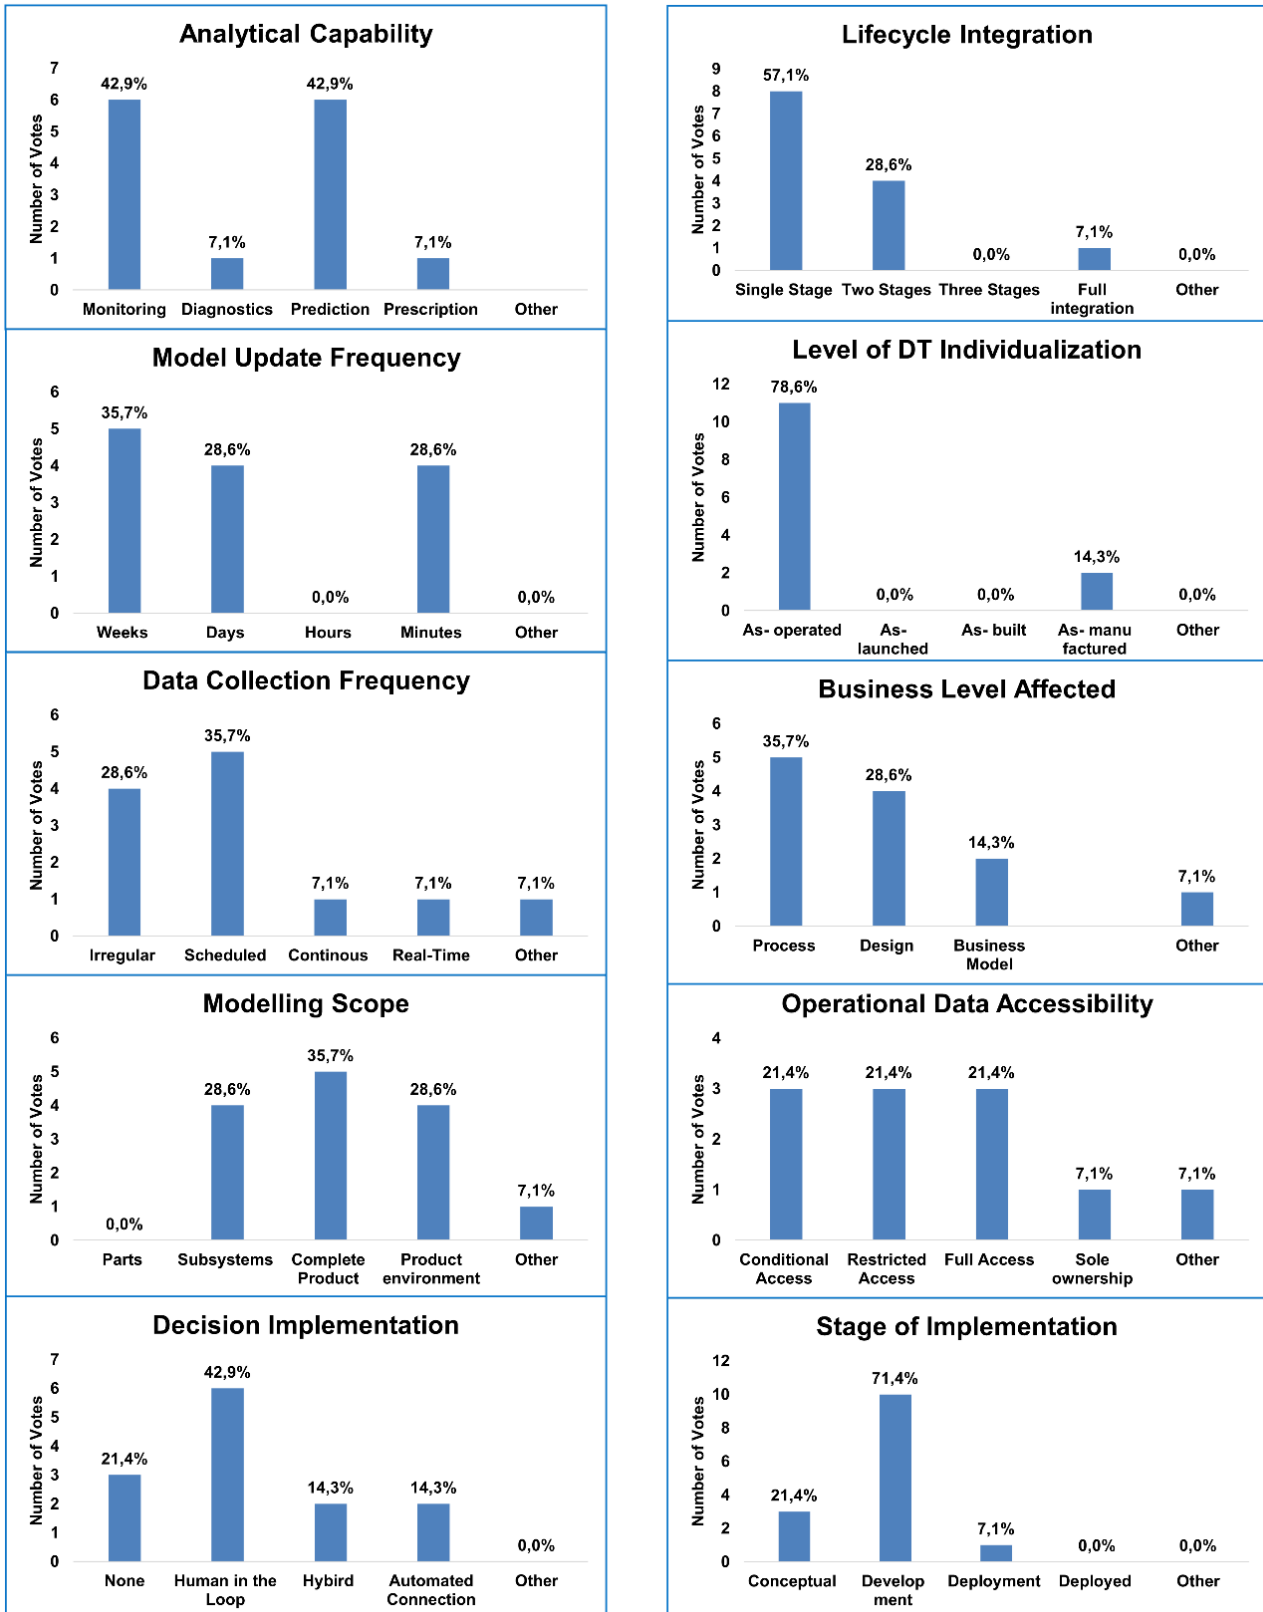 Analytical Capability
Number of Votes
7
6
5
4
3
2
1
0
42,9%
7,1%
42,9%
7,1%
Monitoring
Diagnostics
Prediction
Prescription
Other
Model Update Frequency
Number of Votes
6
5
4
3
2
1
0
35,7%
28,6%
0,0%
28,6%
0,0%
Weeks
Days
Hours
Minutes
Other
Data Collection Frequency
Number of Votes
6
5
4
3
2
1
0
28,6%
35,7%
7,1%
7,1%
7,1%
Irregular
Scheduled
Continous
Real-Time
Other
Modelling Scope
Number of Votes
6
5
4
3
2
1
0
0,0%
28,6%
35,7%
28,6%
7,1%
Parts
Subsystems
Complete
Product
Product
environment
Other
Decision Implementation
Number of Votes
7
6
5
4
3
2
1
0
21,4%
42,9%
14,3%
14,3%
0,0%
None
Human in the
Loop
Hybird
Automated
Connection
Other
Lifecycle Integration
Number of Votes
9
8
7
6
5
4
3
2
1
0
57,1%
28,6%
0,0%
7,1%
0,0%
Single Stage
Two Stages
Three Stages
Full
integration
Other
Level of DT Individualization
Number of Votes
12
10
8
6
4
2
0
78,6%
0,0%
0,0%
14,3%
0,0%
As- operated
As-
launched
As- built
As- manu
factured
Other
Business Level Affected
Number of Votes
6
5
4
3
2
1
0
35,7%
28,6%
14,3%
7,1%
Process
Design
Business
Model
Other
Operational Data Accessibility
Number of Votes
4
3
2
1
0
21,4%
21,4%
21,4%
7,1%
7,1%
Conditional
Access
Restricted
Access
Full Access
Sole
ownership
Other
Stage of Implementation
Number of Votes
12
10
8
6
4
2
0
21,4%
71,4%
7,1%
0,0%
0,0%
Conceptual
Develop
ment
Deployment
Deployed
Other